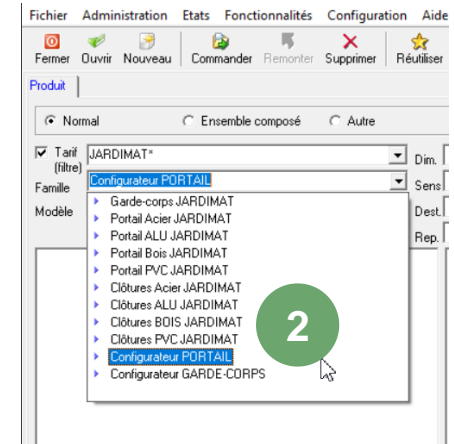 Fichier Administration Etats Fonctionnalités Configuration Aide
Fermer Ouvrir Nouveau Commander Remonter Supprimer Réutiliser
Produit
Normal Ensemble composé Autre
Tarif JARDIMAT* Dim.
(filtre)
Famille Configurateur PORTAIL Sens
Modèle Garde-corps JARDIMAT Dest.
Portail Acier JARDIMAT
Portail ALU JARDIMAT Rep.
Portail Bois JARDIMAT
Portail PVC JARDIMAT
Clôtures Acier JARDIMAT
Clôtures ALU JARDIMAT
Clôtures BOIS JARDIMAT
Clôtures PVC JARDIMAT
2
Configurateur PORTAIL
Configurateur GARDE-CORPS